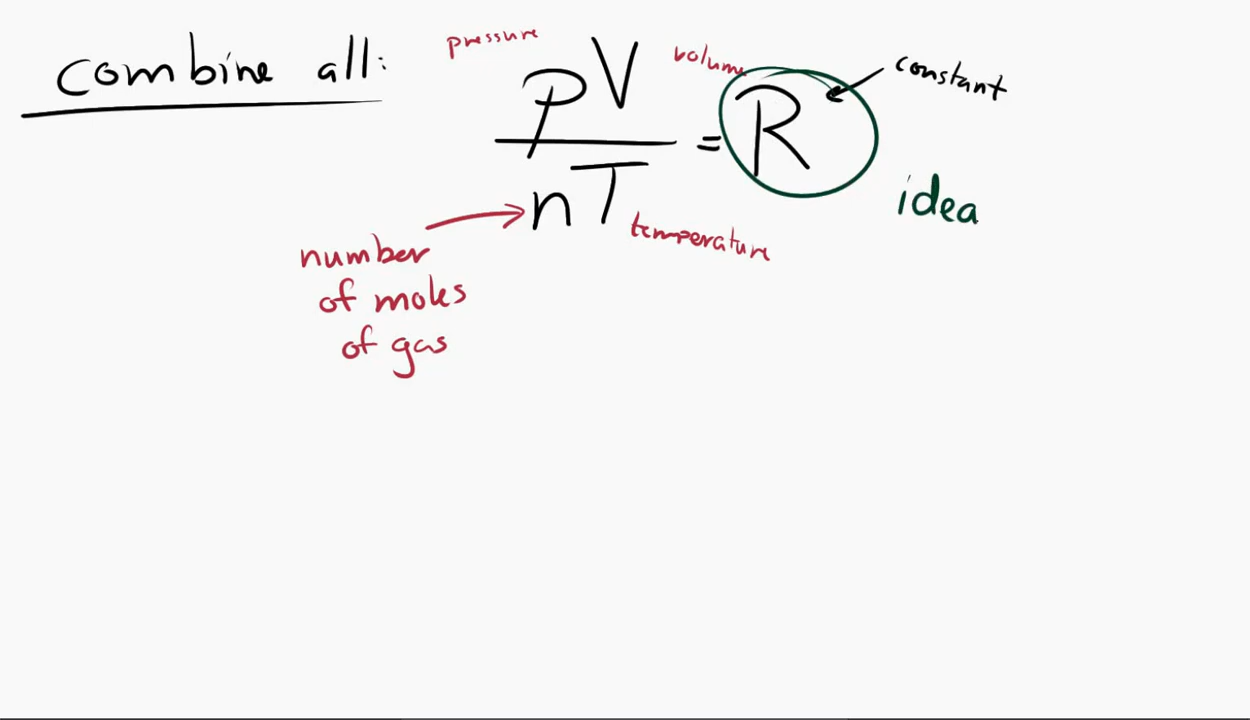 combine all:
pressure
volume
constant
PV
= R
nT
idea
temperature
number
of moles
of gas